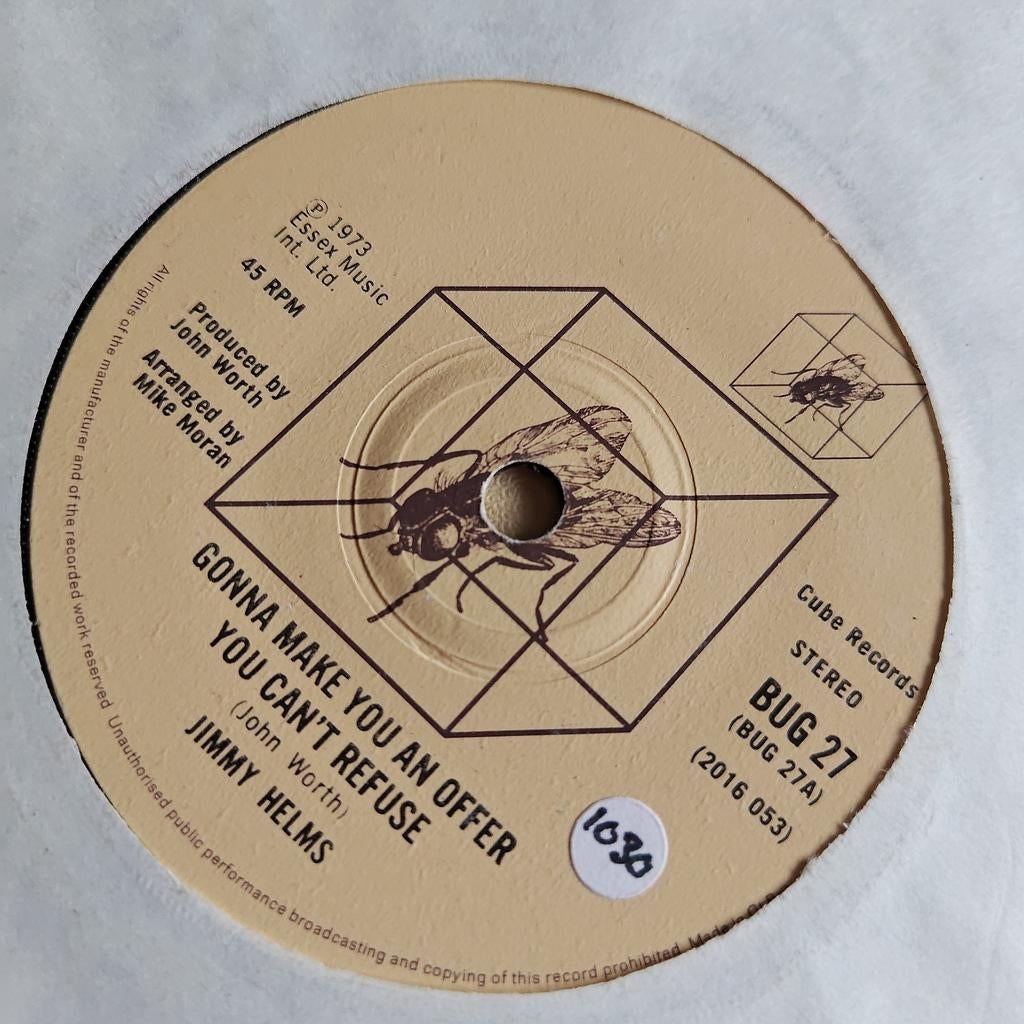 ℗ 1973
Essex Music
Int. Ltd.
45 RPM
Produced by
John Worth
Arranged by
Mike Moran
Cube Records
STEREO
BUG 27
(BUG 27A)
(2016 053)
GONNA MAKE YOU AN OFFER
YOU CAN'T REFUSE
(John Worth)
JIMMY HELMS
1030
All rights of the manufacturer and of the recorded work reserved Unauthorised public performance broadcasting and copying of this record prohibited. Made in